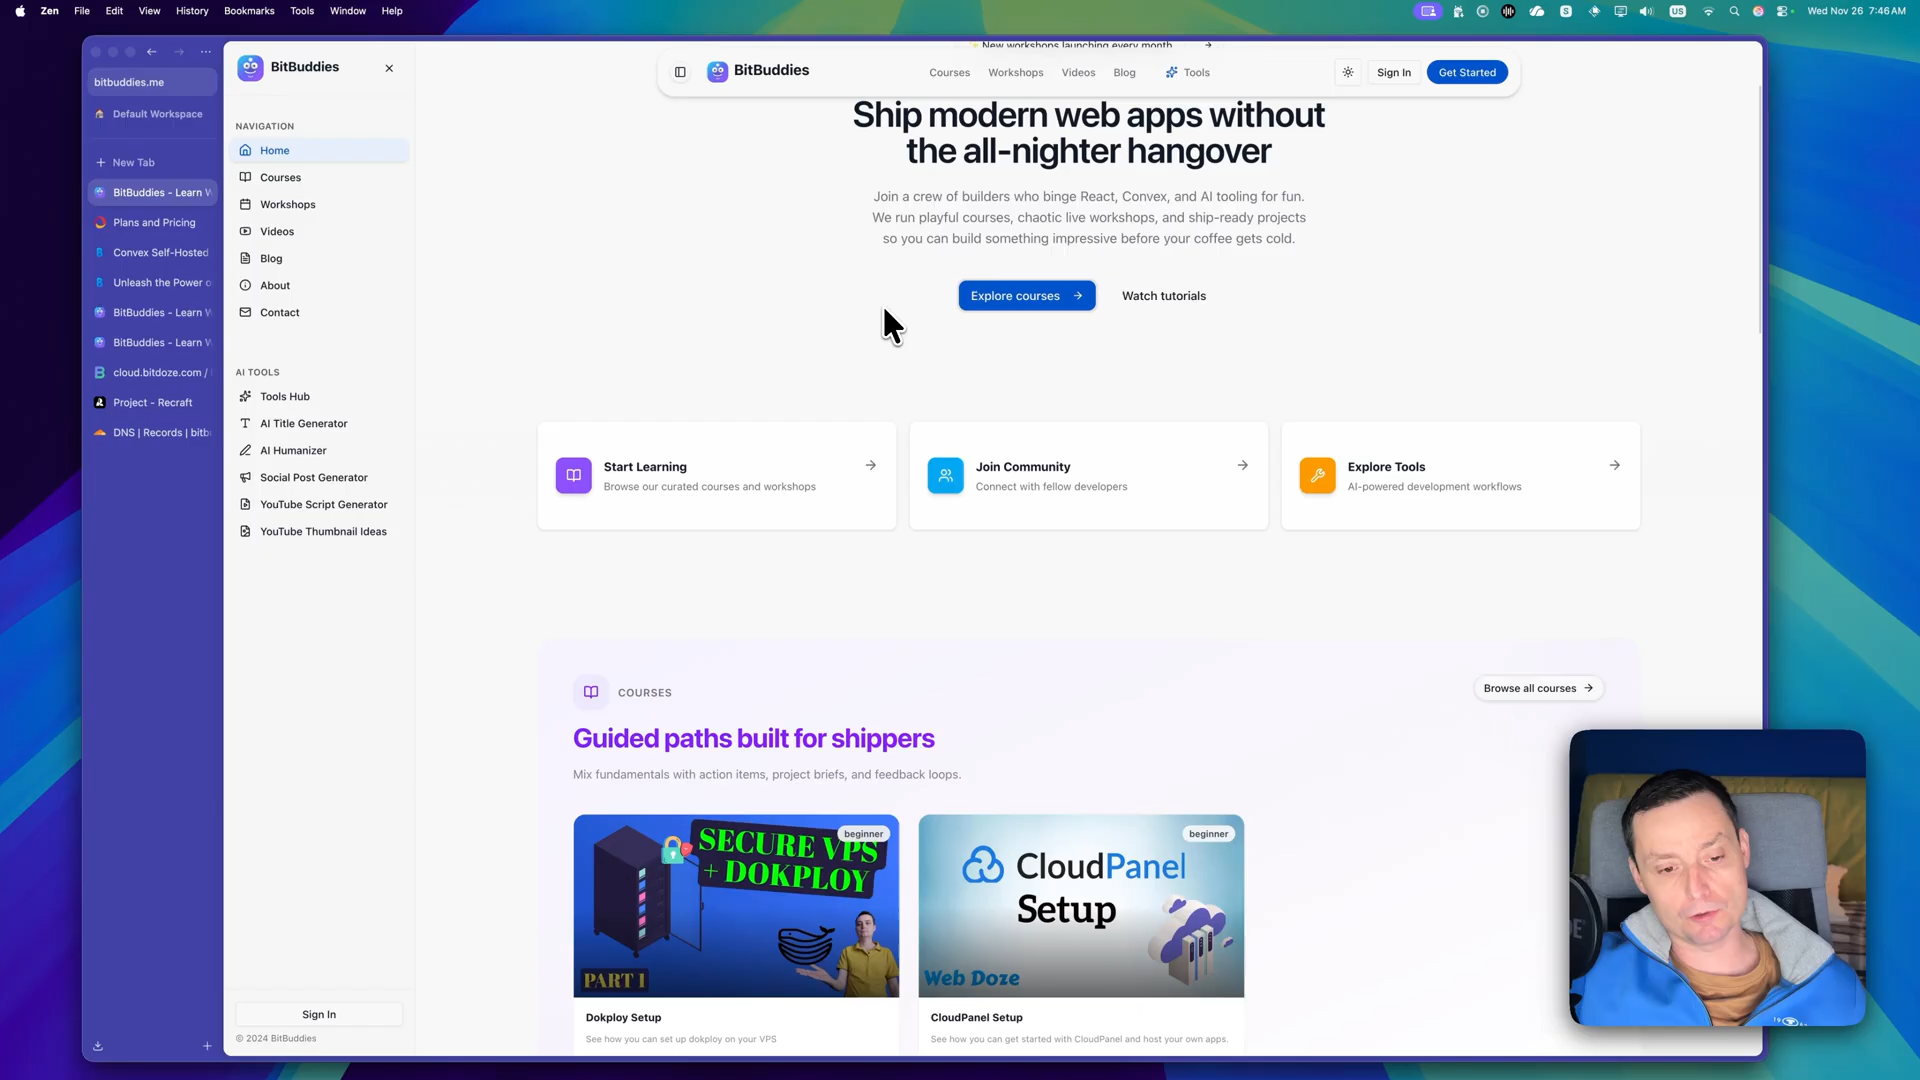 Zen File Edit View History Bookmarks Tools Window Help
US
Wed Nov 26 7:46 AM
bitbuddies.me
Default Workspace
New Tab
BitBuddies - Learn W
Plans and Pricing
Convex Self-Hosted
Unleash the Power o
BitBuddies - Learn W
BitBuddies - Learn W
cloud.bitdoze.com /
Project - Recraft
DNS | Records | bitb
BitBuddies
NAVIGATION
Home
Courses
Workshops
Videos
Blog
About
Contact
AI TOOLS
Tools Hub
AI Title Generator
AI Humanizer
Social Post Generator
YouTube Script Generator
YouTube Thumbnail Ideas
Sign In
© 2024 BitBuddies
New workshops launching every month
BitBuddies
Courses Workshops Videos Blog Tools
Sign In
Get Started
Ship modern web apps without
the all-nighter hangover
Join a crew of builders who binge React, Convex, and AI tooling for fun.
We run playful courses, chaotic live workshops, and ship-ready projects
so you can build something impressive before your coffee gets cold.
Explore courses
Watch tutorials
Start Learning
Browse our curated courses and workshops
Join Community
Connect with fellow developers
Explore Tools
AI-powered development workflows
COURSES
Browse all courses
Guided paths built for shippers
Mix fundamentals with action items, project briefs, and feedback loops.
beginner
SECURE VPS
+ DOKPLOY
PART 1
Dokploy Setup
See how you can set up dokploy on your VPS
beginner
CloudPanel
Setup
Web Doze
CloudPanel Setup
See how you can get started with CloudPanel and host your own apps.